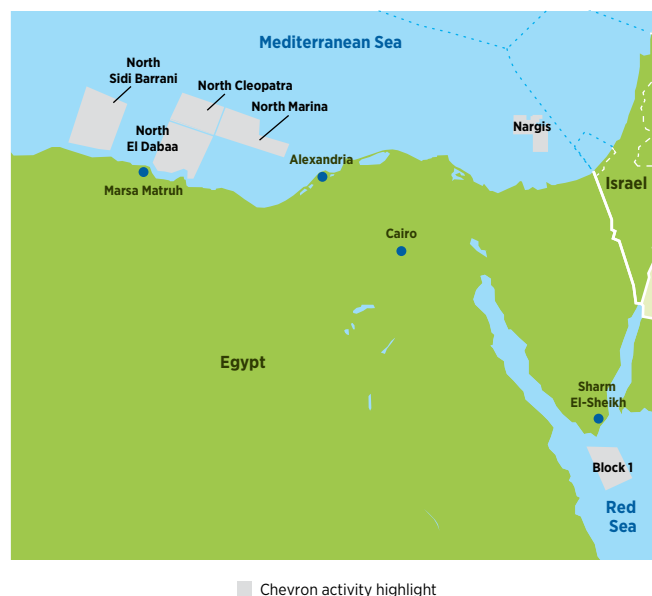 Mediterranean Sea
North
Sidi Barrani
North Cleopatra
North Marina
North
El Dabaa
Nargis
Alexandria
Marsa Matruh
Israel
Cairo
Egypt
Sharm
El-Sheikh
Block 1
Red
Sea
Chevron activity highlight